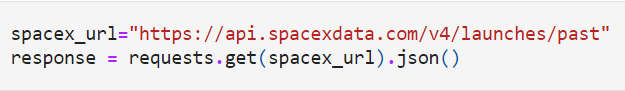 spacex_url="https://api.spacexdata.com/v4/launches/past"
response = requests.get(spacex_url).json()